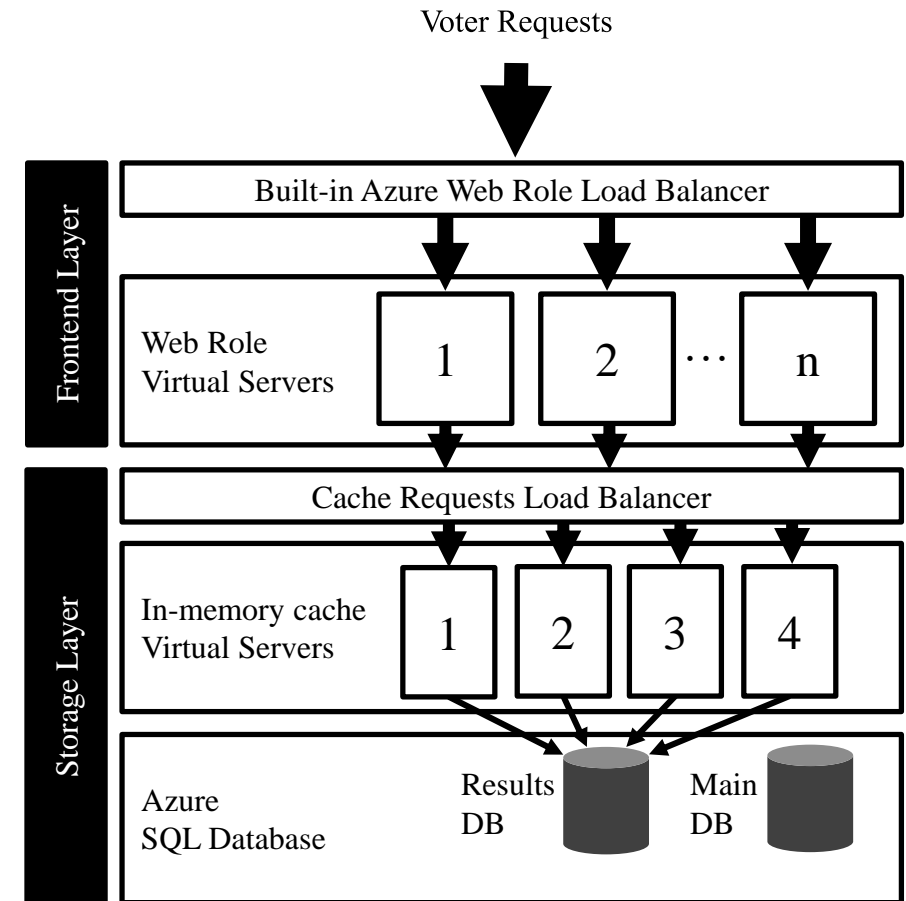 Voter Requests
Frontend Layer
Built-in Azure Web Role Load Balancer
Web Role
Virtual Servers
1
2
...
n
Storage Layer
Cache Requests Load Balancer
In-memory cache
Virtual Servers
1
2
3
4
Azure
SQL Database
Results
DB
Main
DB